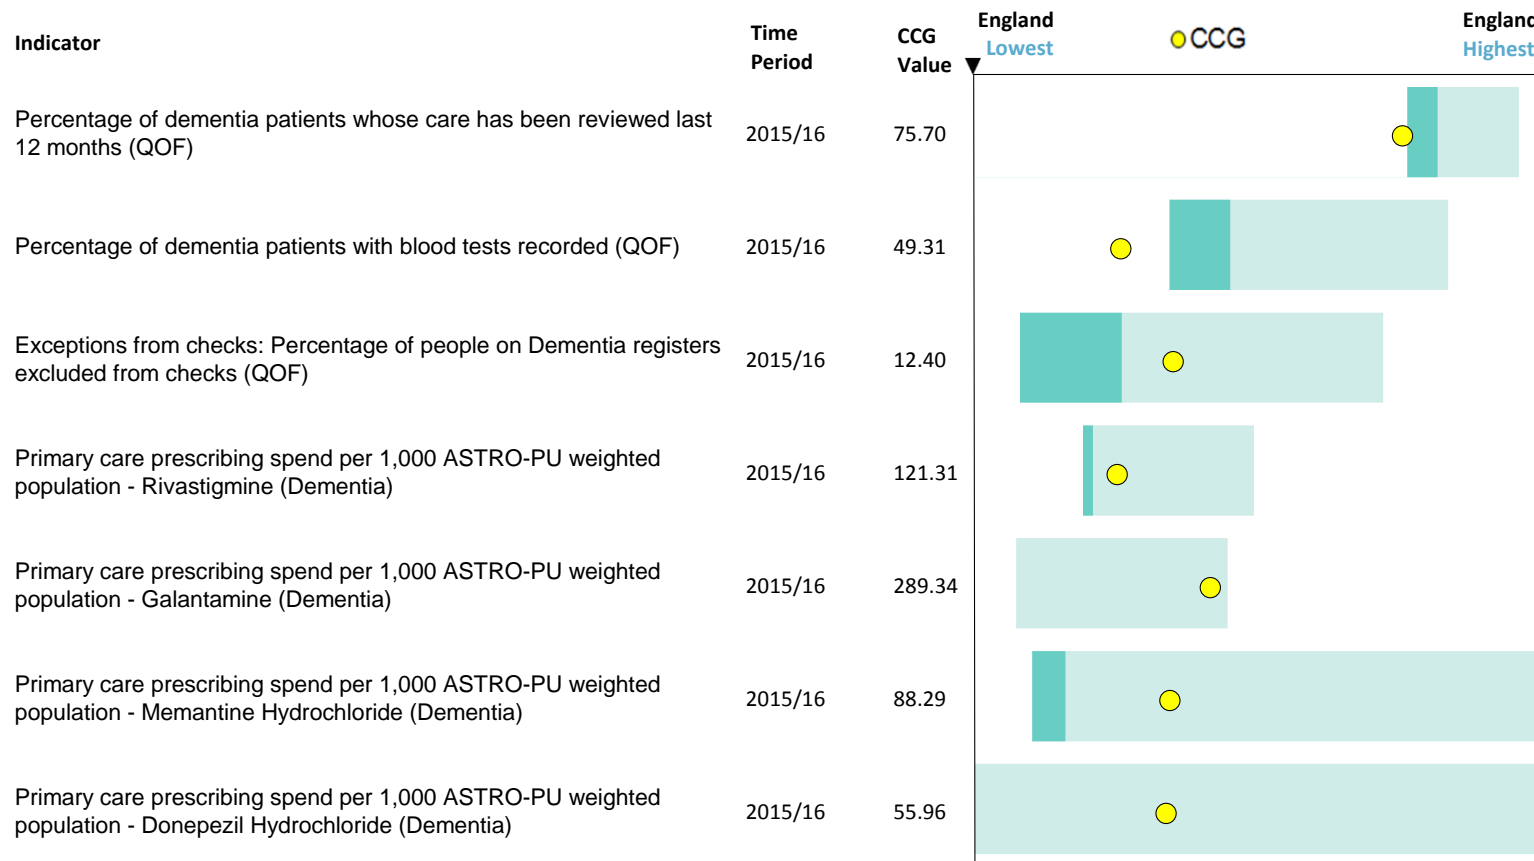 Indicator
Time
Period
CCG
Value
England
Lowest
CCG
England
Highest
Percentage of dementia patients whose care has been reviewed last
12 months (QOF)
2015/16
75.70
Percentage of dementia patients with blood tests recorded (QOF)
2015/16
49.31
Exceptions from checks: Percentage of people on Dementia registers
excluded from checks (QOF)
2015/16
12.40
Primary care prescribing spend per 1,000 ASTRO-PU weighted
population - Rivastigmine (Dementia)
2015/16
121.31
Primary care prescribing spend per 1,000 ASTRO-PU weighted
population - Galantamine (Dementia)
2015/16
289.34
Primary care prescribing spend per 1,000 ASTRO-PU weighted
population - Memantine Hydrochloride (Dementia)
2015/16
88.29
Primary care prescribing spend per 1,000 ASTRO-PU weighted
population - Donepezil Hydrochloride (Dementia)
2015/16
55.96